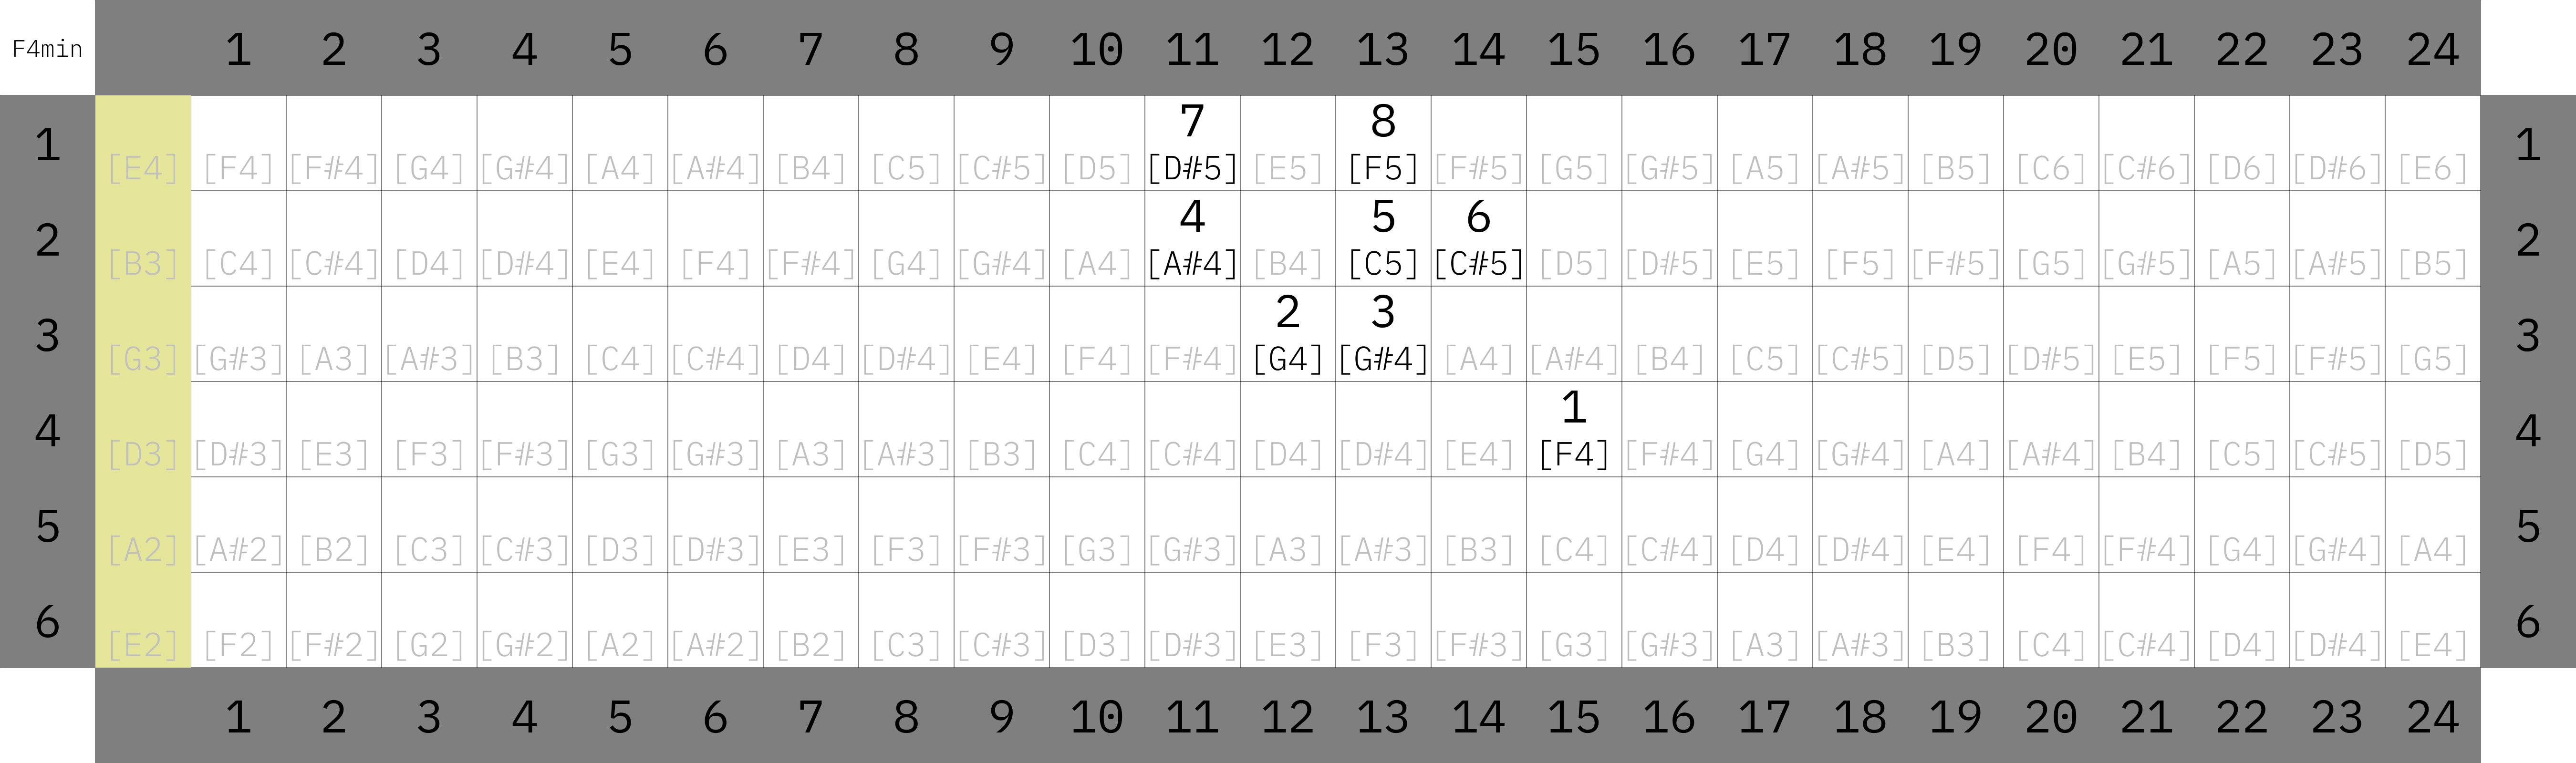 F4min 1 2 3 4 5 6 7 8 9 10 11 12 13 14 15 16 17 18 19 20 21 22 23 24
7 8
1 [E4] [F4] [F#4] [G4] [G#4] [A4] [A#4] [B4] [C5] [C#5] [D5] [D#5] [E5] [F5] [F#5] [G5] [G#5] [A5] [A#5] [B5] [C6] [C#6] [D6] [D#6] [E6] 1
4 5 6
2 [B3] [C4] [C#4] [D4] [D#4] [E4] [F4] [F#4] [G4] [G#4] [A4] [A#4] [B4] [C5] [C#5] [D5] [D#5] [E5] [F5] [F#5] [G5] [G#5] [A5] [A#5] [B5] 2
2 3
3 [G3] [G#3] [A3] [A#3] [B3] [C4] [C#4] [D4] [D#4] [E4] [F4] [F#4] [G4] [G#4] [A4] [A#4] [B4] [C5] [C#5] [D5] [D#5] [E5] [F5] [F#5] [G5] 3
1
4 [D3] [D#3] [E3] [F3] [F#3] [G3] [G#3] [A3] [A#3] [B3] [C4] [C#4] [D4] [D#4] [E4] [F4] [F#4] [G4] [G#4] [A4] [A#4] [B4] [C5] [C#5] [D5] 4
5 [A2] [A#2] [B2] [C3] [C#3] [D3] [D#3] [E3] [F3] [F#3] [G3] [G#3] [A3] [A#3] [B3] [C4] [C#4] [D4] [D#4] [E4] [F4] [F#4] [G4] [G#4] [A4] 5
6 [E2] [F2] [F#2] [G2] [G#2] [A2] [A#2] [B2] [C3] [C#3] [D3] [D#3] [E3] [F3] [F#3] [G3] [G#3] [A3] [A#3] [B3] [C4] [C#4] [D4] [D#4] [E4] 6
1 2 3 4 5 6 7 8 9 10 11 12 13 14 15 16 17 18 19 20 21 22 23 24